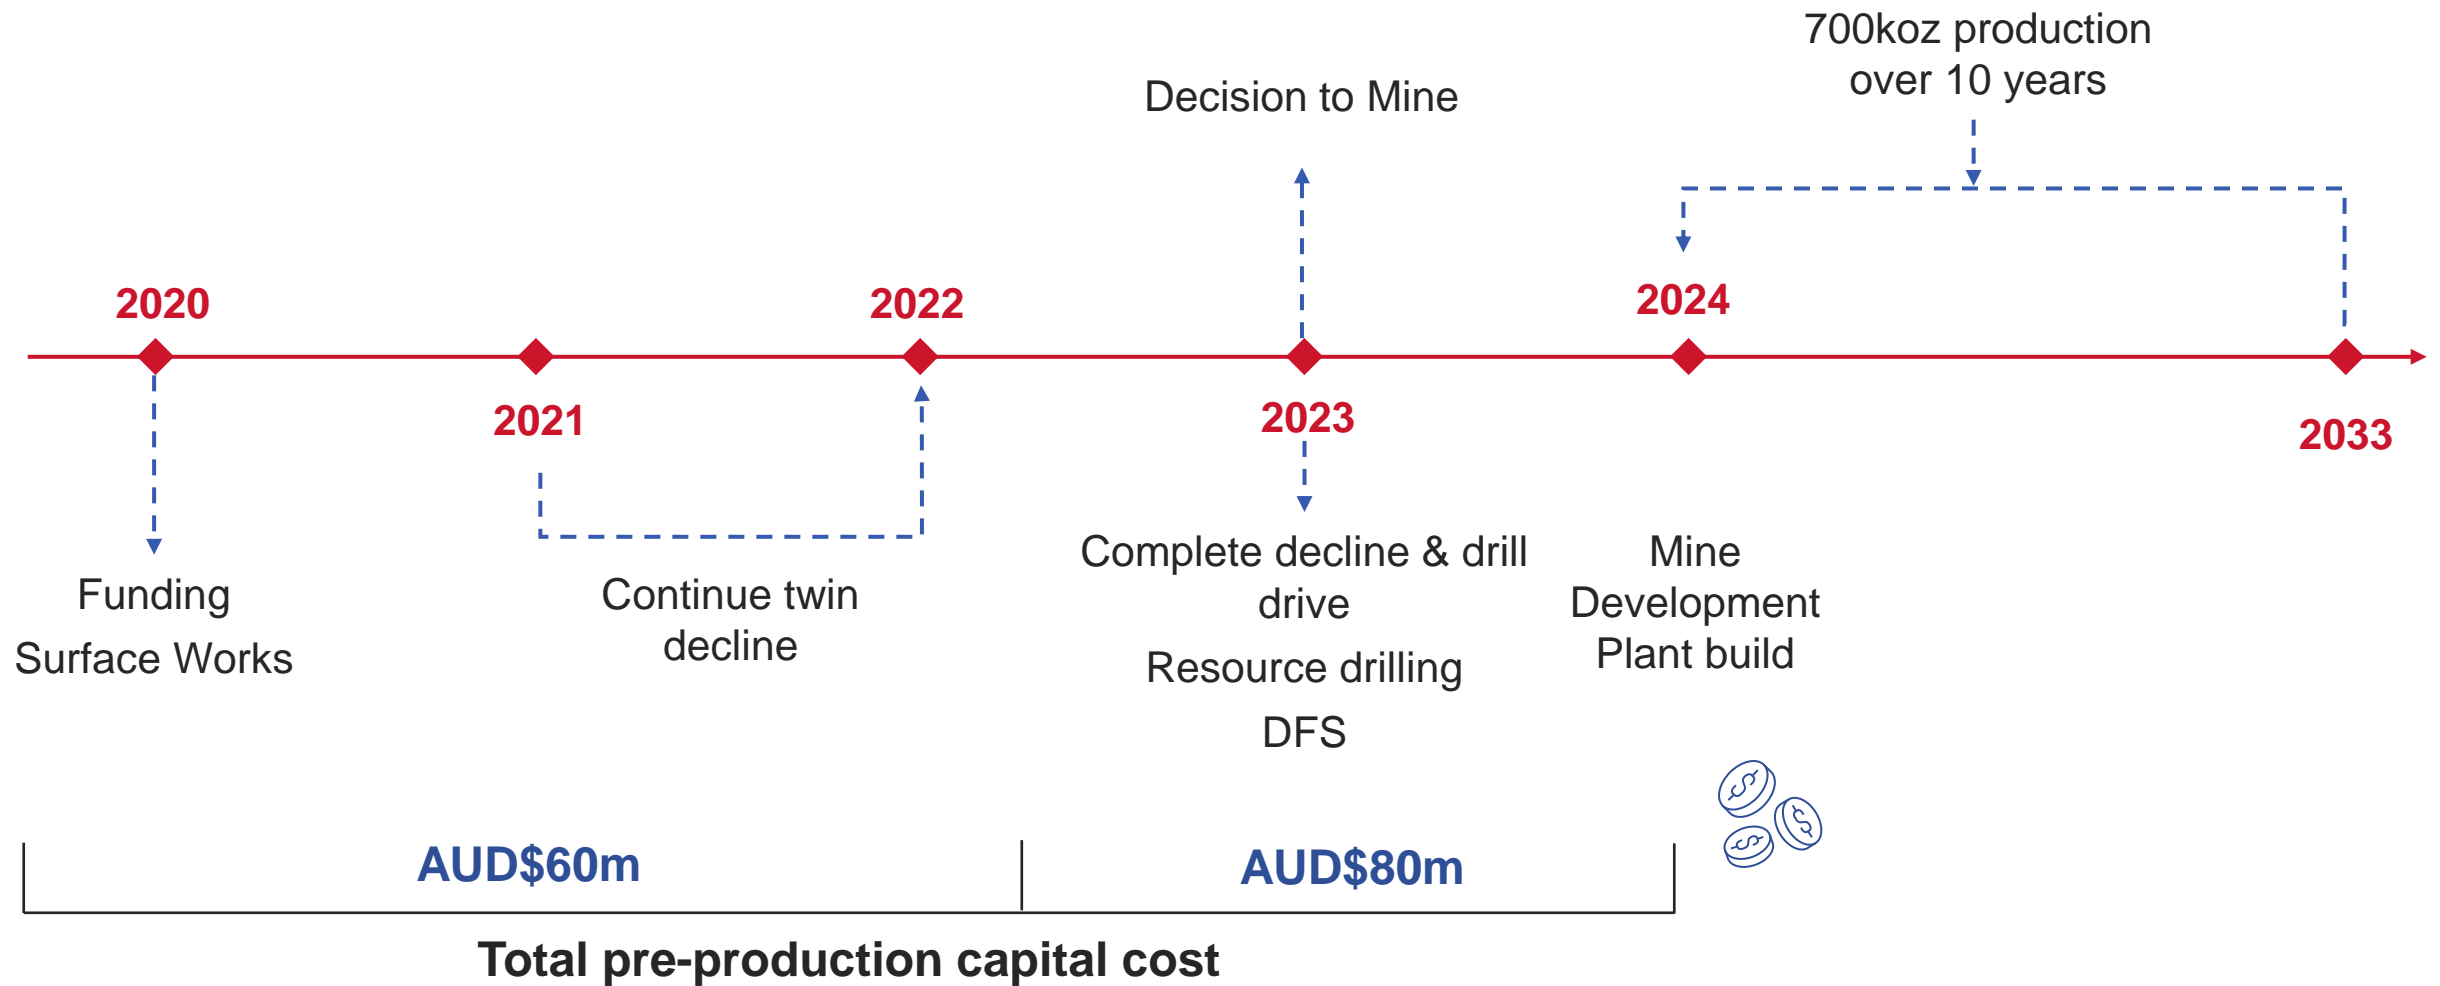 700koz production
over 10 years
Decision to Mine
2020
2022
2024
2021
2023
2033
Funding
Surface Works
Continue twin
decline
Complete decline & drill
drive
Resource drilling
DFS
Mine
Development
Plant build
AUD$60m
AUD$80m
Total pre-production capital cost